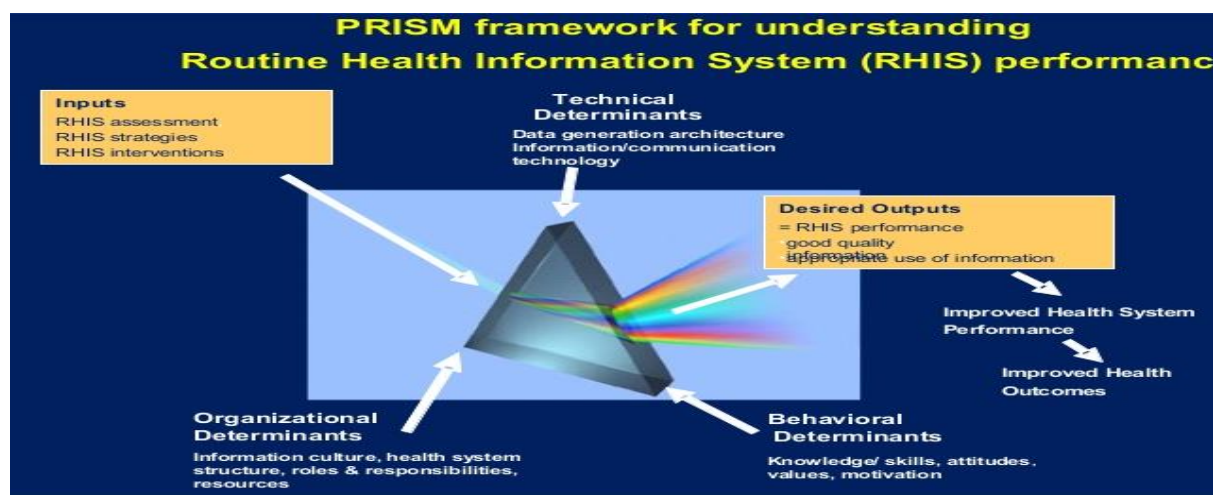 PRISM framework for understanding
Routine Health Information System (RHIS) performanc
Inputs
RHIS assessment
RHIS strategies
RHIS interventions
Technical
Determinants
Data generation architecture
Information/communication
technology
Desired Outputs
= RHIS performance
•good quality
information
•appropriate use of information
Improved Health System
Performance
Improved Health
Outcomes
Organizational
Determinants
Information culture, health system
structure, roles & responsibilities,
resources
Behavioral
Determinants
Knowledge/ skills, attitudes,
values, motivation